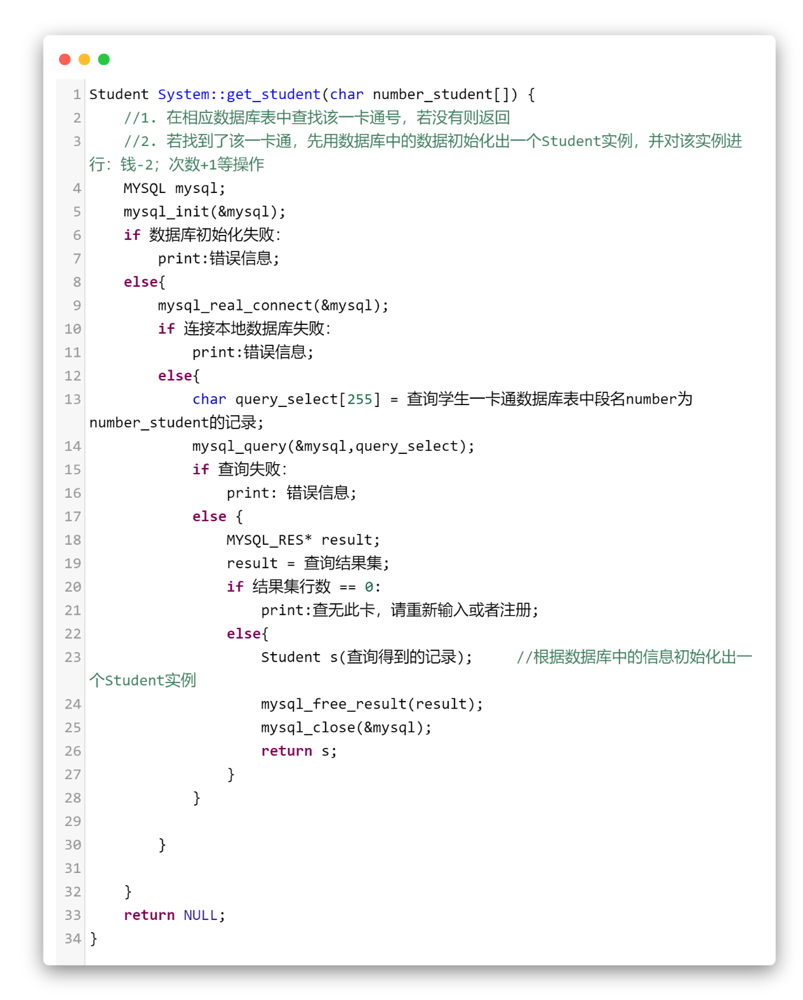 1 Student System::get_student(char number_student[]) {
2     //1. 在相应数据库表中查找该一卡通号，若没有则返回
3     //2. 若找到了该一卡通，先用数据库中的数据初始化出一个Student实例，并对该实例进
行：钱-2；次数+1等操作
4     MYSQL mysql;
5     mysql_init(&mysql);
6     if 数据库初始化失败：
7         print:错误信息;
8     else{
9         mysql_real_connect(&mysql);
10         if 连接本地数据库失败：
11             print:错误信息;
12         else{
13             char query_select[255] = 查询学生一卡通数据库表中段名number为
number_student的记录;
14             mysql_query(&mysql,query_select);
15             if 查询失败：
16                 print: 错误信息;
17             else {
18                 MYSQL_RES* result;
19                 result = 查询结果集;
20                 if 结果集行数 == 0:
21                     print:查无此卡，请重新输入或者注册;
22                 else{
23                     Student s(查询得到的记录);     //根据数据库中的信息初始化出一
个Student实例
24                     mysql_free_result(result);
25                     mysql_close(&mysql);
26                     return s;
27                 }
28             }
29
30         }
31
32     }
33     return NULL;
34 }